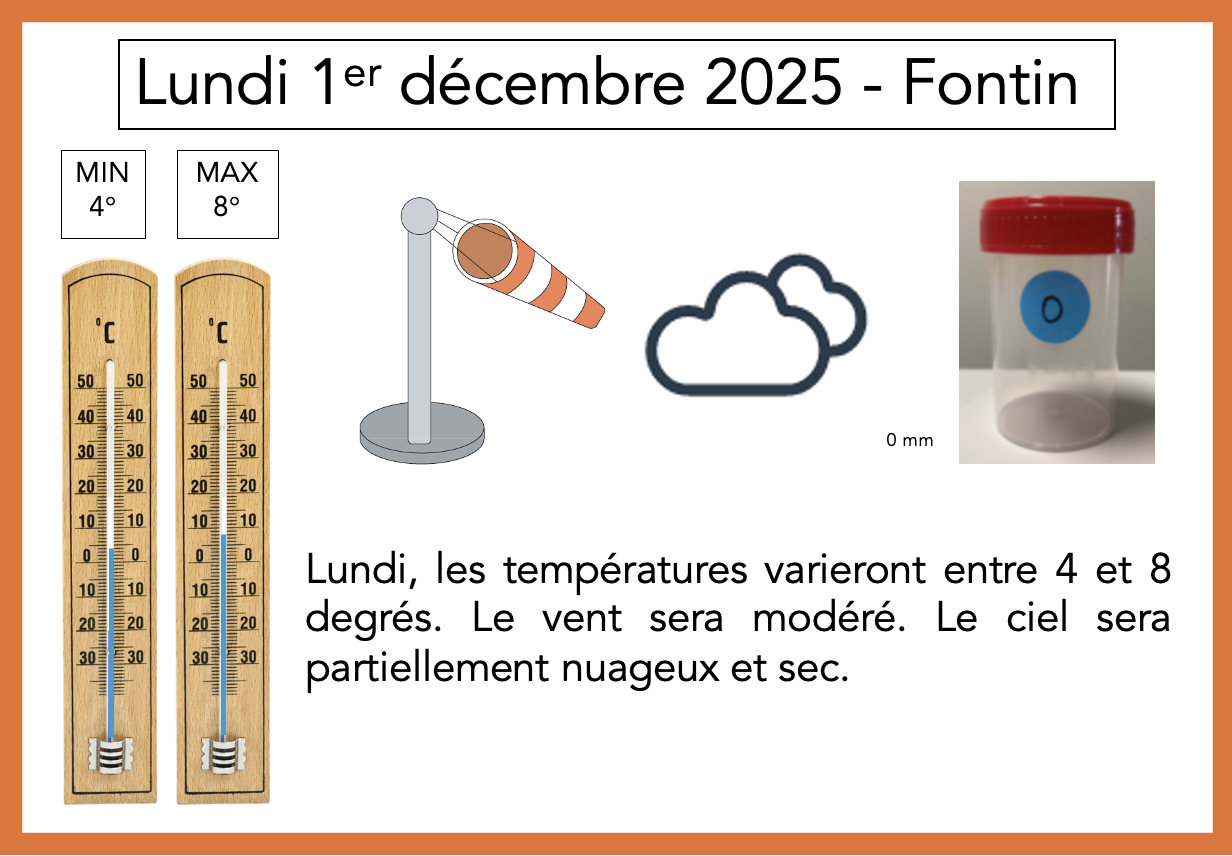 Lundi 1er décembre 2025 - Fontin
MIN
4°
MAX
8°
°C
50 50
40 40
30 30
20 20
10 10
0 0
10 10
20 20
30 30
°C
50 50
40 40
30 30
20 20
10 10
0 0
10 10
20 20
30 30
0
0 mm
Lundi, les températures varieront entre 4 et 8
degrés. Le vent sera modéré. Le ciel sera
partiellement nuageux et sec.